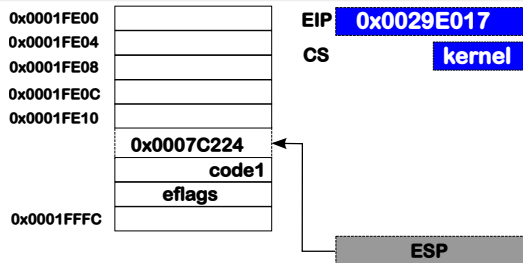 0x0001FE00
EIP 0x0029E017
0x0001FE04
CS kernel
0x0001FE08
0x0001FE0C
0x0001FE10
0x0007C224
code1
eflags
0x0001FFFC
ESP